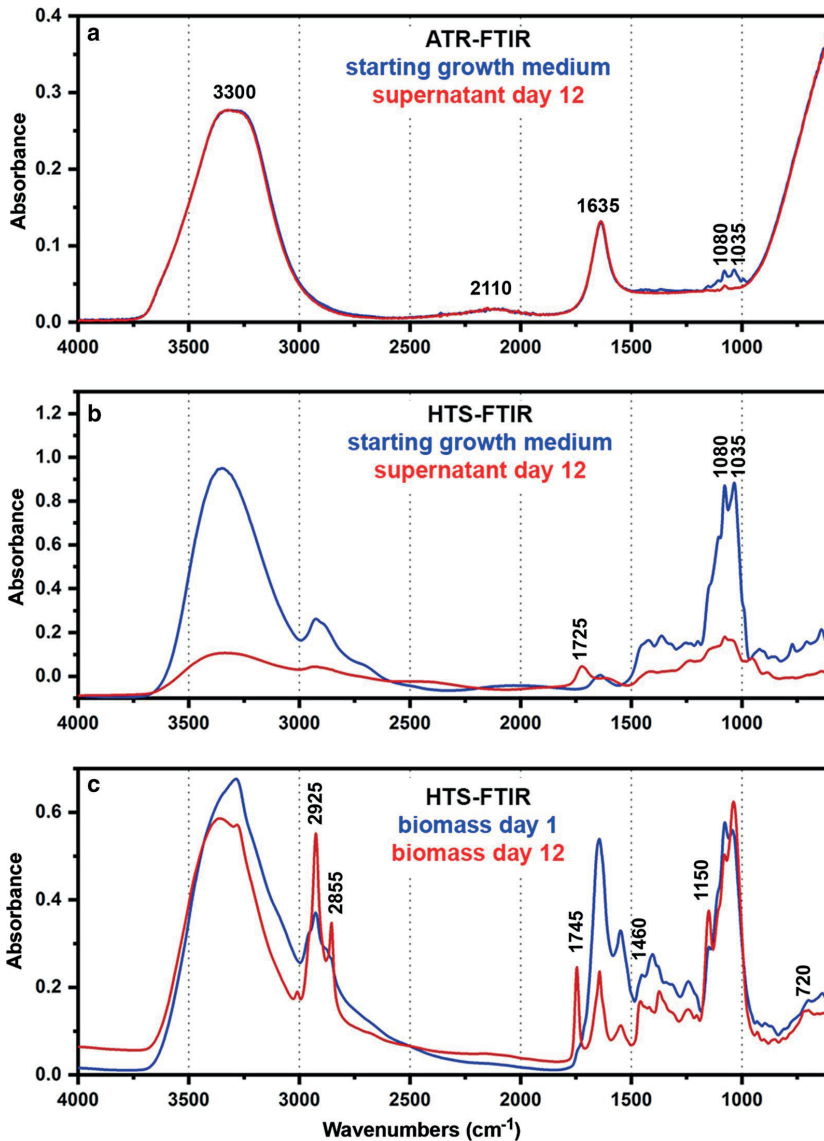 a
ATR-FTIR
starting growth medium
supernatant day 12
3300
2110
1635
1080
1035
Absorbance
0.4
0.3
0.2
0.1
0.0
4000 3500 3000 2500 2000 1500 1000
b
HTS-FTIR
starting growth medium
supernatant day 12
1725
1080
1035
Absorbance
1.2
1.0
0.8
0.6
0.4
0.2
0.0
4000 3500 3000 2500 2000 1500 1000
c
HTS-FTIR
biomass day 1
biomass day 12
2925
2855
1745
1460
1150
720
Absorbance
0.6
0.4
0.2
0.0
4000 3500 3000 2500 2000 1500 1000
Wavenumbers (cm⁻¹)